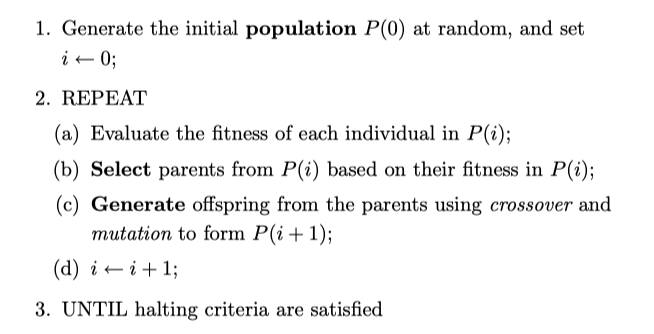 1. Generate the initial population P(0) at random, and set
i ← 0;
2. REPEAT
(a) Evaluate the fitness of each individual in P(i);
(b) Select parents from P(i) based on their fitness in P(i);
(c) Generate offspring from the parents using crossover and
mutation to form P(i + 1);
(d) i ← i + 1;
3. UNTIL halting criteria are satisfied